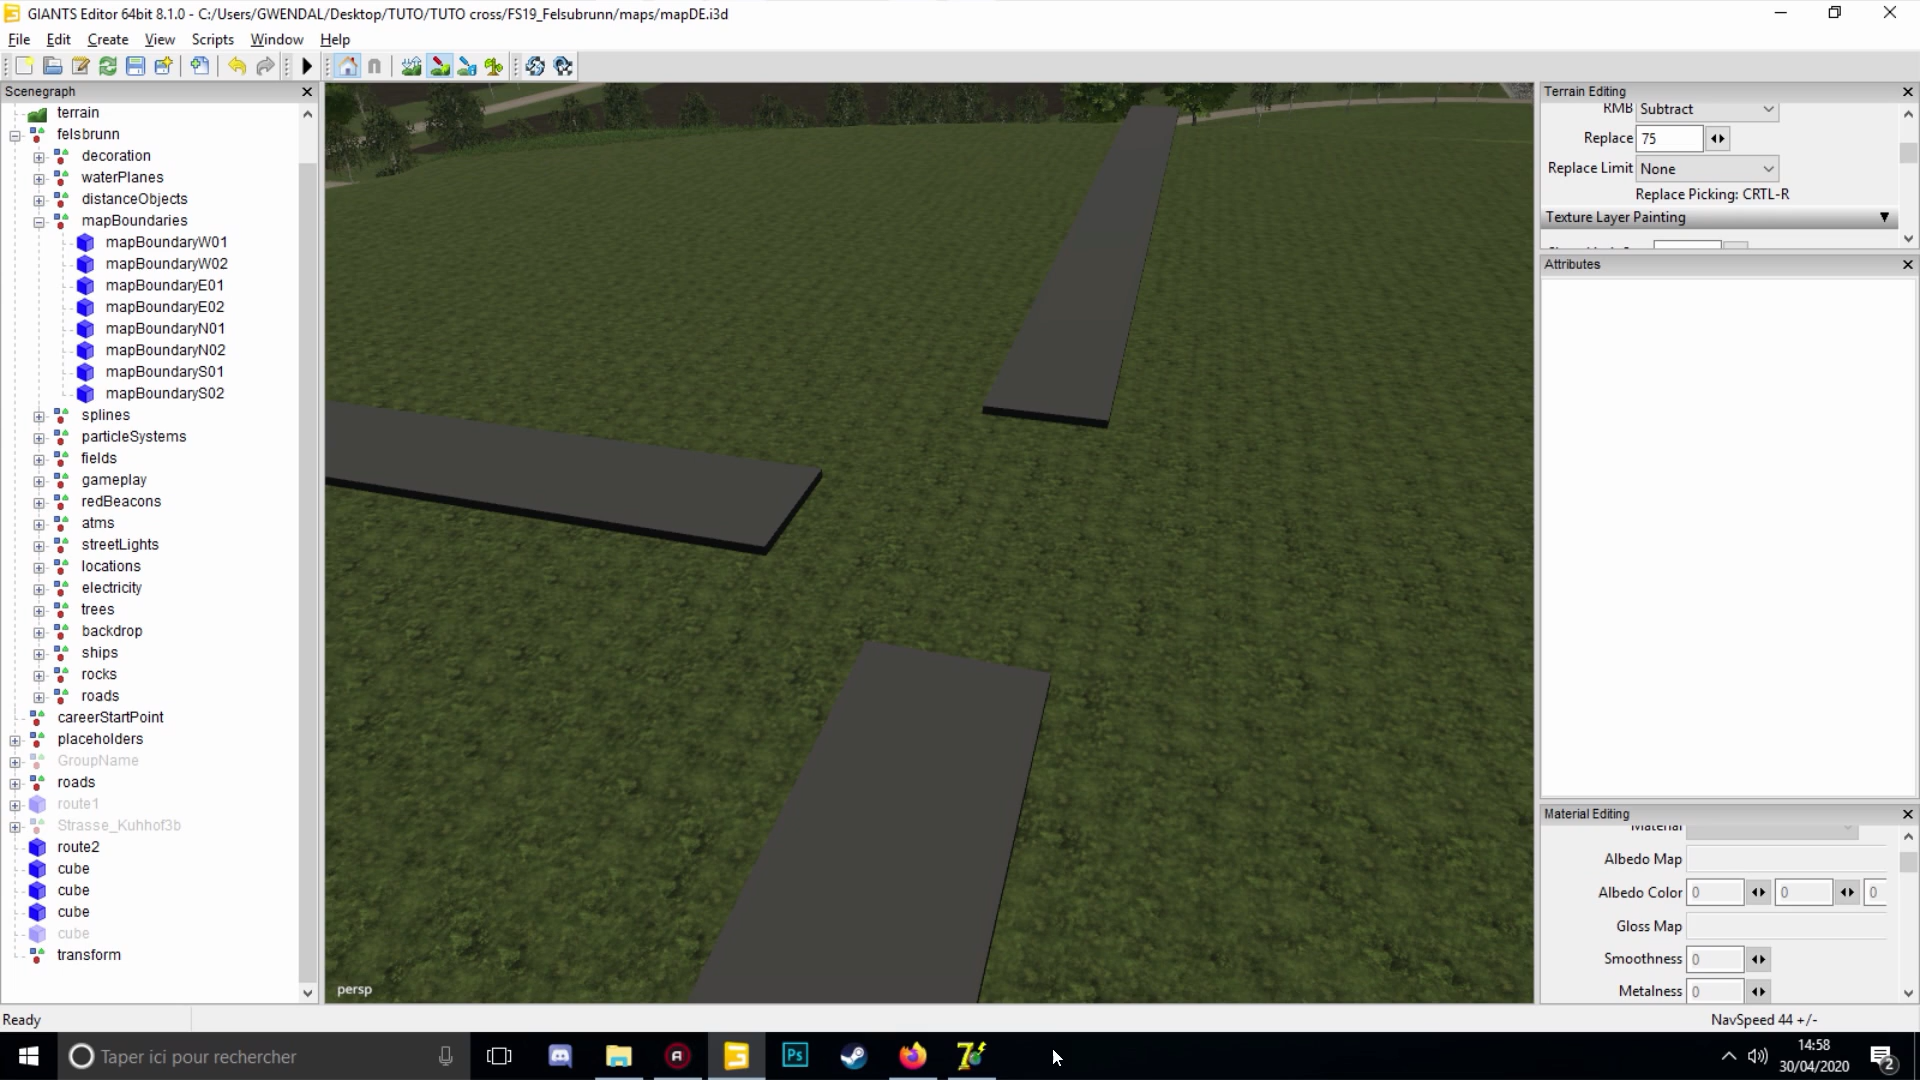 GIANTS Editor 64bit 8.1.0 - C:/Users/GWENDAL/Desktop/TUTO/TUTO cross/FS19_Felsubrunn/maps/mapDE.i3d
File Edit Create View Scripts Window Help
Scenegraph
terrain
felsbrunn
decoration
waterPlanes
distanceObjects
mapBoundaries
mapBoundaryW01
mapBoundaryW02
mapBoundaryE01
mapBoundaryE02
mapBoundaryN01
mapBoundaryN02
mapBoundaryS01
mapBoundaryS02
splines
particleSystems
fields
gameplay
redBeacons
atms
streetLights
locations
electricity
trees
backdrop
ships
rocks
roads
careerStartPoint
placeholders
GroupName
roads
route1
Strasse_Kuhhof3b
route2
cube
cube
cube
cube
transform
persp
Terrain Editing
RMB Subtract
Replace 75
Replace Limit None
Replace Picking: CRTL-R
Texture Layer Painting
Attributes
Material Editing
Material
Albedo Map
Albedo Color 0 0 0
Gloss Map
Smoothness 0
Metalness 0
Ready
NavSpeed 44 +/-
Taper ici pour rechercher
Ps
14:58
30/04/2020
2